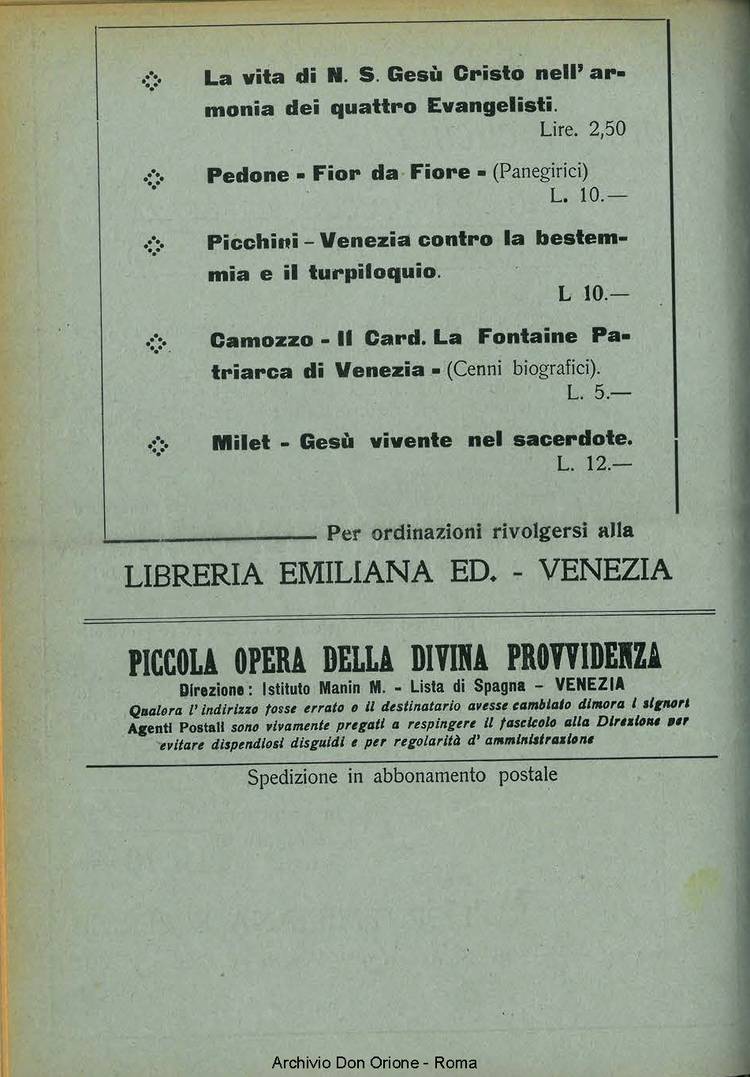 La vita di N. S. Gesù Cristo nell' ar-
monia dei quattro Evangelisti.
Lire. 2,50
Pedone - Fior da Fiore - (Panegirici)
L. 10.—
Picchini - Venezia contro la bestem-
mia e il turpiloquio.
L 10.—
Camozzo - Il Card. La Fontaine Pa-
triarca di Venezia - (Cenni biografici).
L. 5.—
Milet - Gesù vivente nel sacerdote.
L. 12.—
Per ordinazioni rivolgersi alla
LIBRERIA EMILIANA ED. - VENEZIA
PICCOLA OPERA DELLA DIVINA PROVVIDENZA
Direzione: Istituto Manin M. - Lista di Spagna - VENEZIA
Qualora l' indirizzo fosse errato o il destinatario avesse cambiato dimora i signori
Agenti Postali sono vivamente pregati a respingere il fascicolo alla Direzione per
evitare dispendiosi disguidi e per regolarità d' amministrazione
Spedizione in abbonamento postale
Archivio Don Orione - Roma